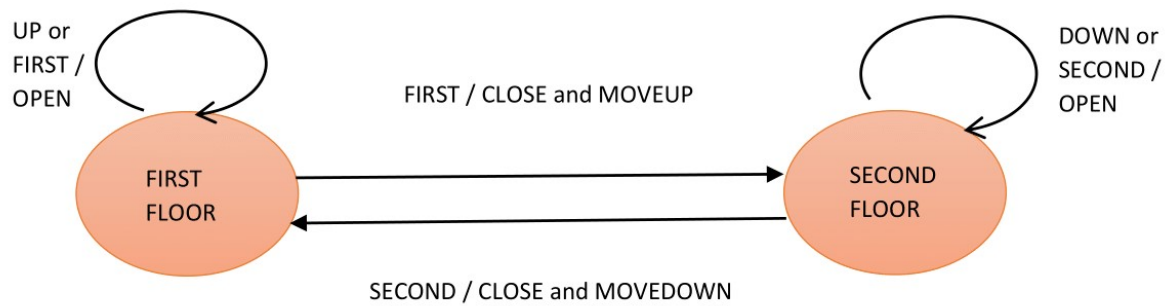 UP or
FIRST /
OPEN
FIRST / CLOSE and MOVEUP
DOWN or
SECOND /
OPEN
FIRST
FLOOR
SECOND
FLOOR
SECOND / CLOSE and MOVEDOWN